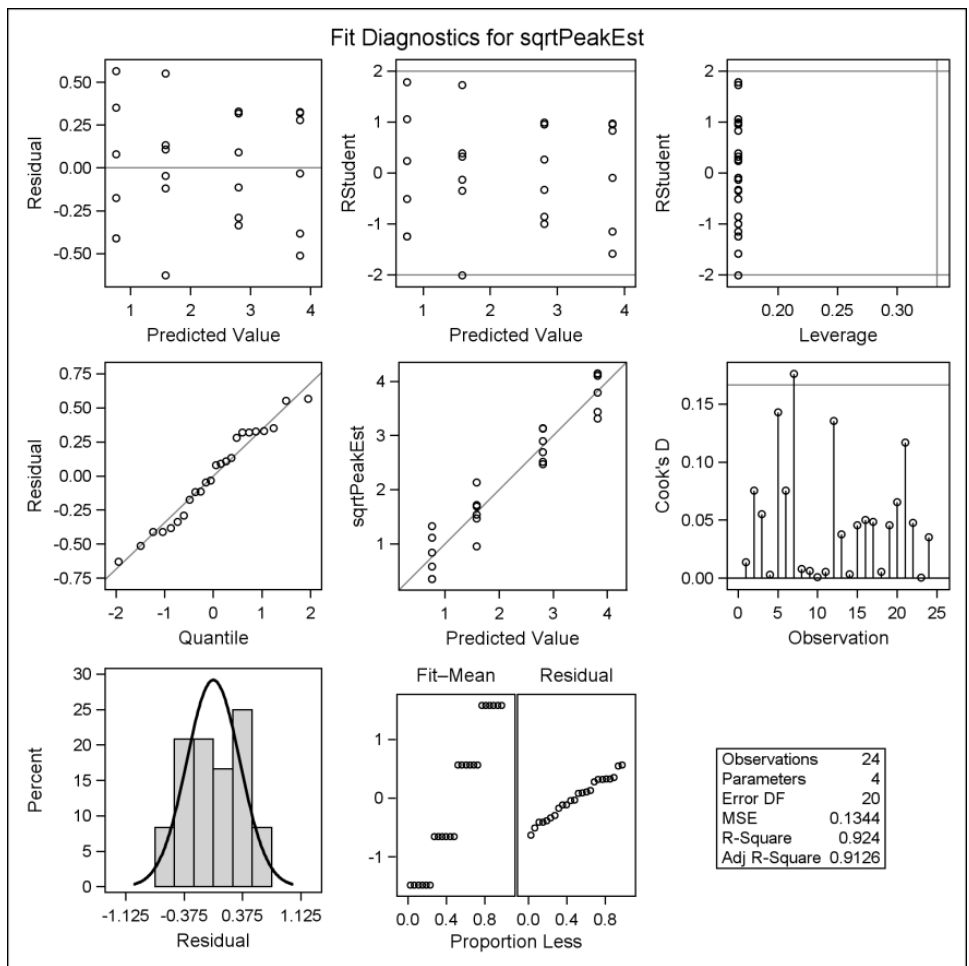 Fit Diagnostics for sqrtPeakEst
Residual
0.50
0.25
0.00
-0.25
-0.50
1 2 3 4
Predicted Value
RStudent
2
1
0
-1
-2
1 2 3 4
Predicted Value
RStudent
2
1
0
-1
-2
0.20 0.25 0.30
Leverage
Residual
0.75
0.50
0.25
0.00
-0.25
-0.50
-0.75
-2 -1 0 1 2
Quantile
sqrtPeakEst
4
3
2
1
1 2 3 4
Predicted Value
Cook's D
0.15
0.10
0.05
0.00
0 5 10 15 20 25
Observation
Percent
30
25
20
15
10
5
0
-1.125 -0.375 0.375 1.125
Residual
Fit–Mean Residual
1
0
-1
0.0 0.4 0.8 0.0 0.4 0.8
Proportion Less
Observations 24
Parameters 4
Error DF 20
MSE 0.1344
R-Square 0.924
Adj R-Square 0.9126